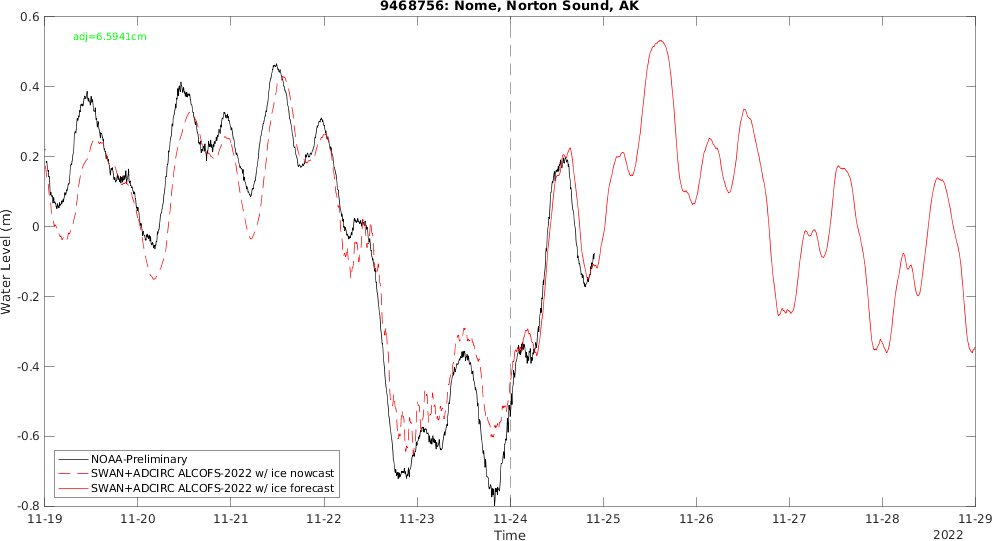 9468756: Nome, Norton Sound, AK
adj=6.5941cm
Water Level (m)
0.6
0.4
0.2
0
-0.2
-0.4
-0.6
-0.8
NOAA-Preliminary
SWAN+ADCIRC ALCOFS-2022 w/ ice nowcast
SWAN+ADCIRC ALCOFS-2022 w/ ice forecast
11-19 11-20 11-21 11-22 11-23 11-24 11-25 11-26 11-27 11-28 11-29
Time
2022